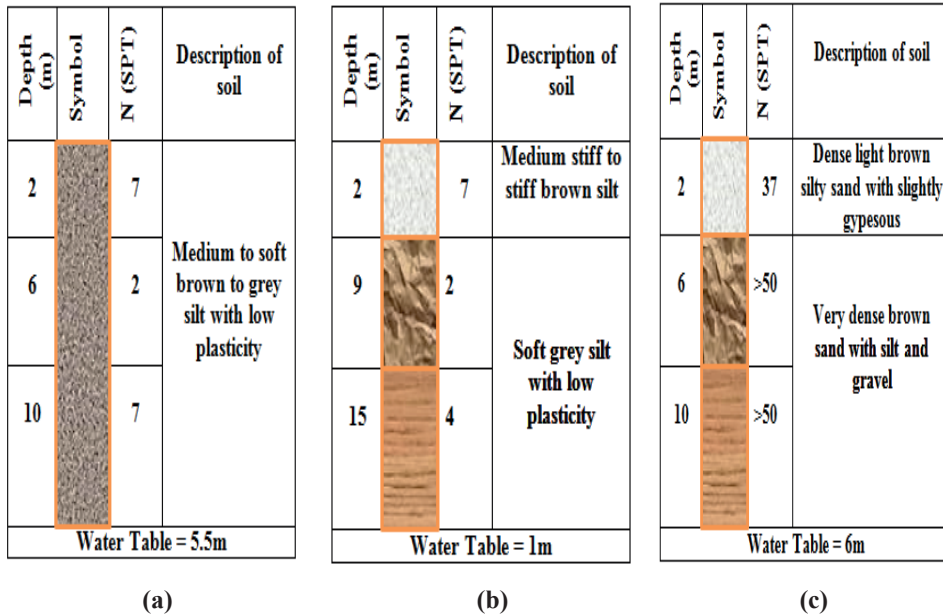 Depth (m)
Symbol
N (SPT)
Description of
soil
2
7
6
2
10
7
Medium to soft
brown to grey
silt with low
plasticity
Water Table = 5.5m
(a)
Depth (m)
Symbol
N (SPT)
Description of
soil
2
7
Medium stiff to
stiff brown silt
9
2
15
4
Soft grey silt
with low
plasticity
Water Table = 1m
(b)
Depth (m)
Symbol
N (SPT)
Description of soil
2
37
Dense light brown
silty sand with slightly
gypesous
6
>50
10
>50
Very dense brown
sand with silt and
gravel
Water Table = 6m
(c)